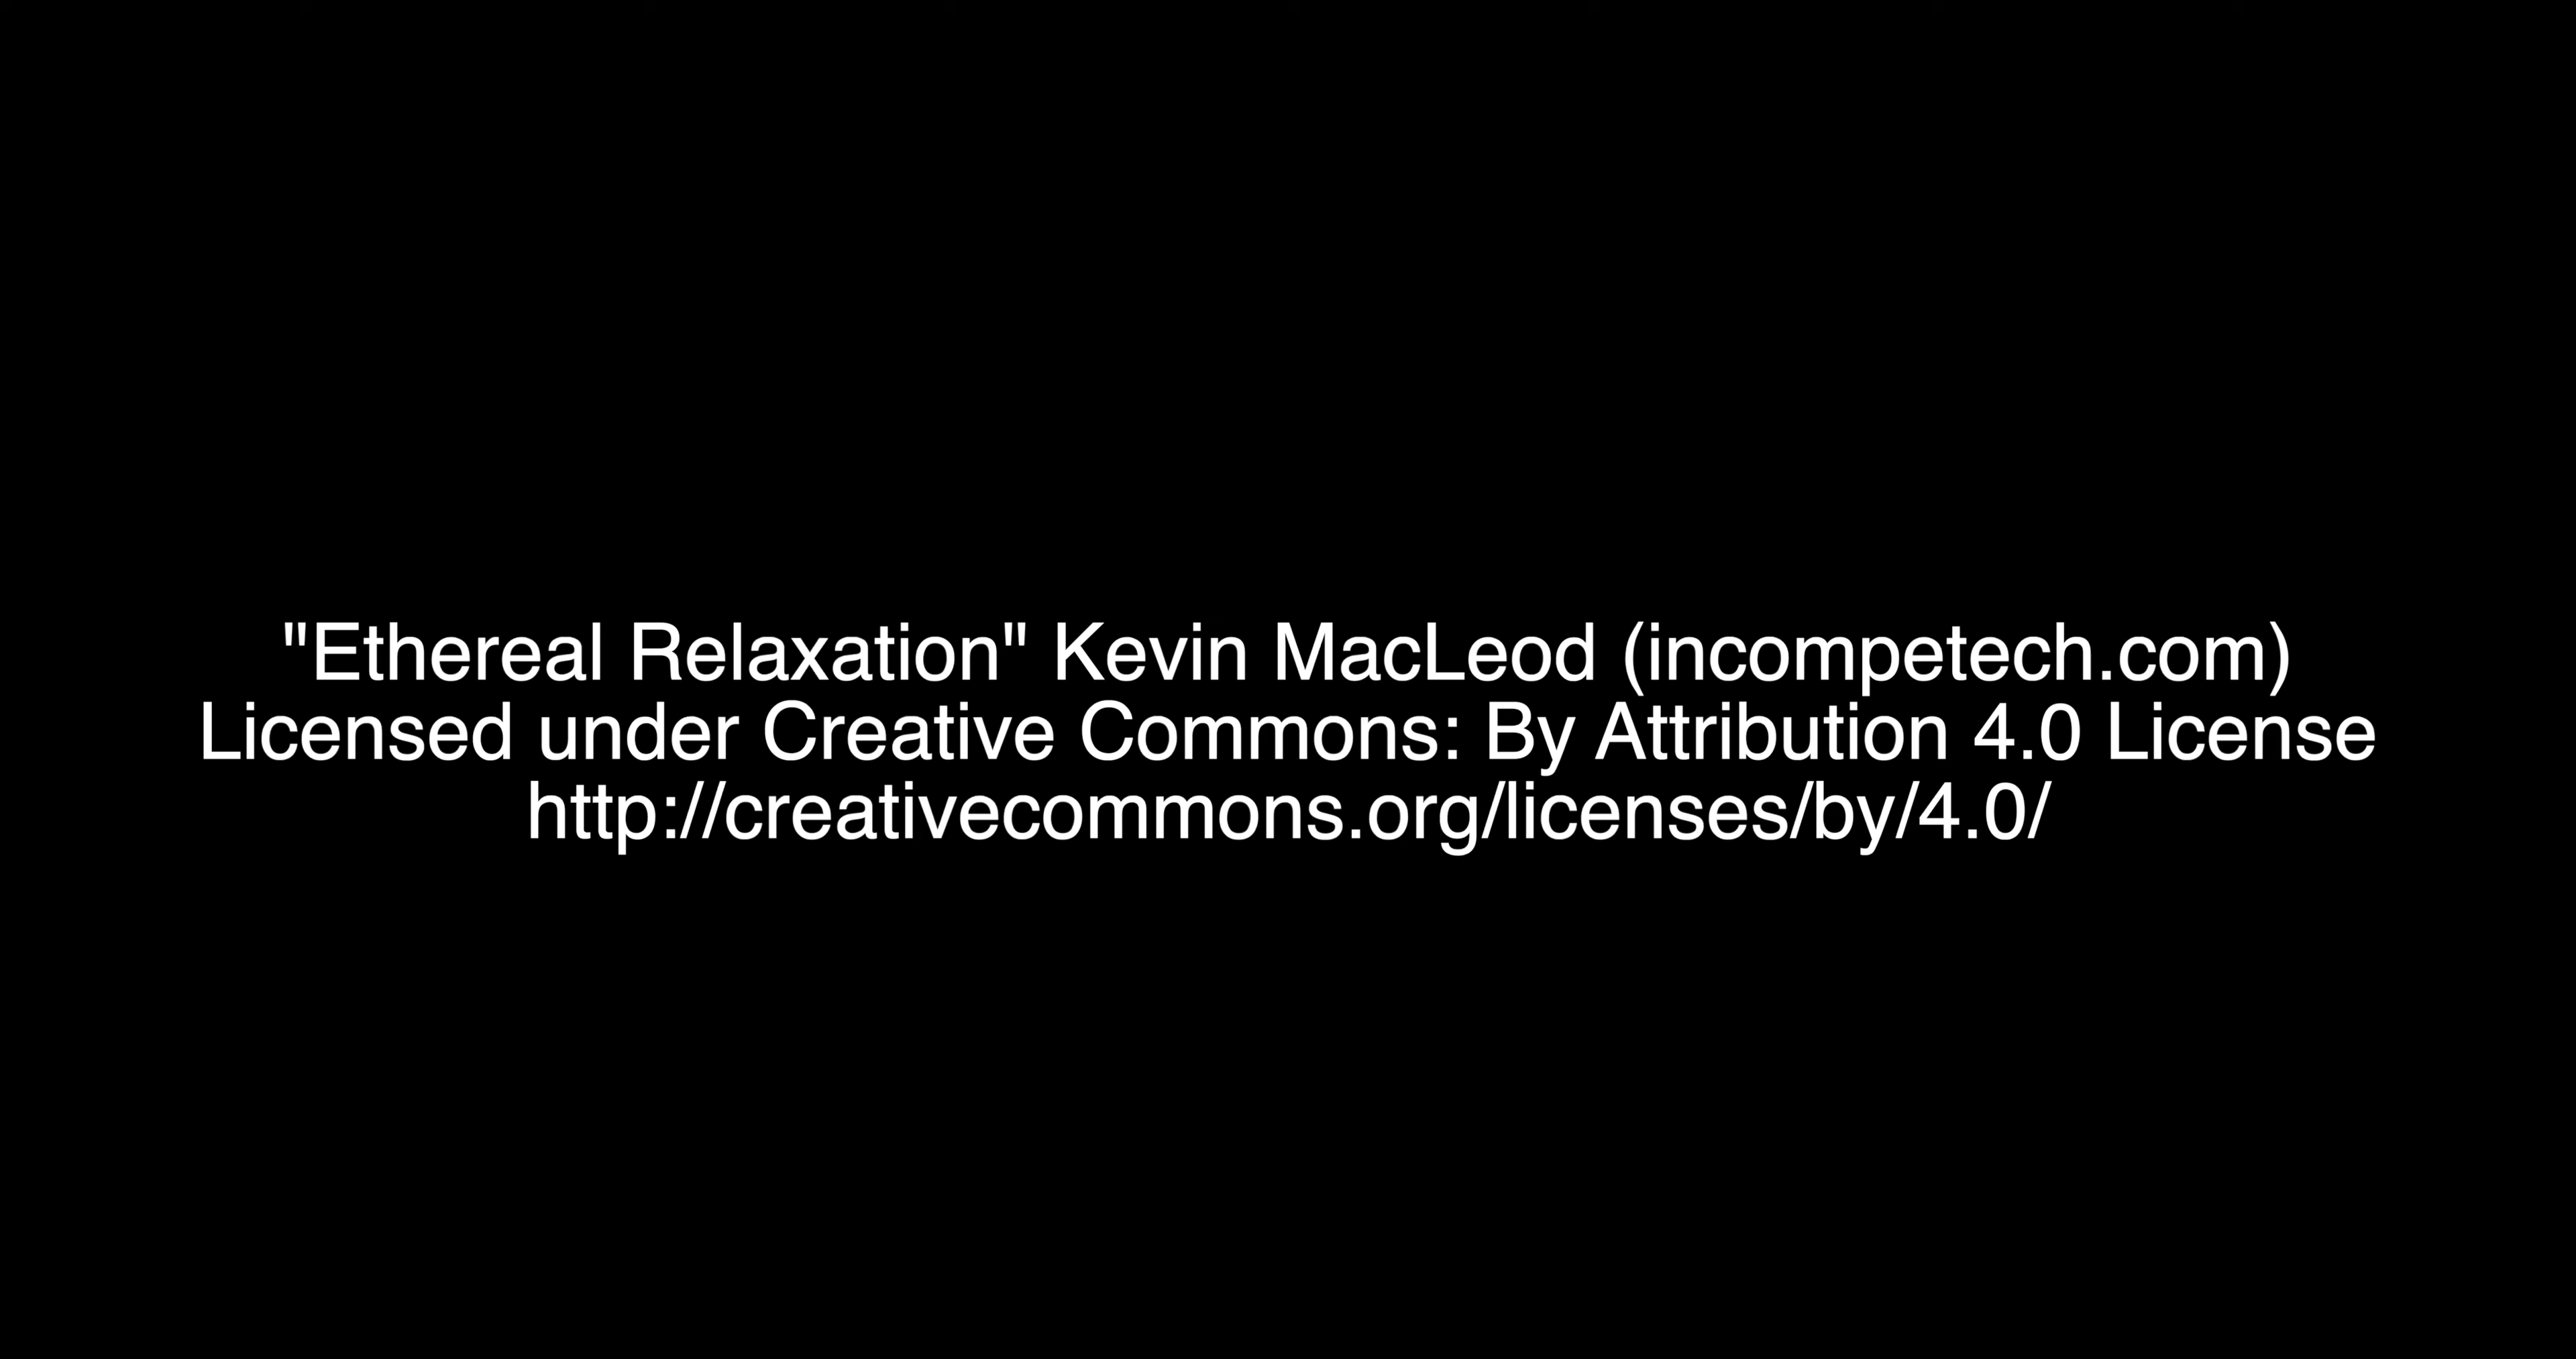 "Ethereal Relaxation" Kevin MacLeod (incompetech.com)
Licensed under Creative Commons: By Attribution 4.0 License
http://creativecommons.org/licenses/by/4.0/